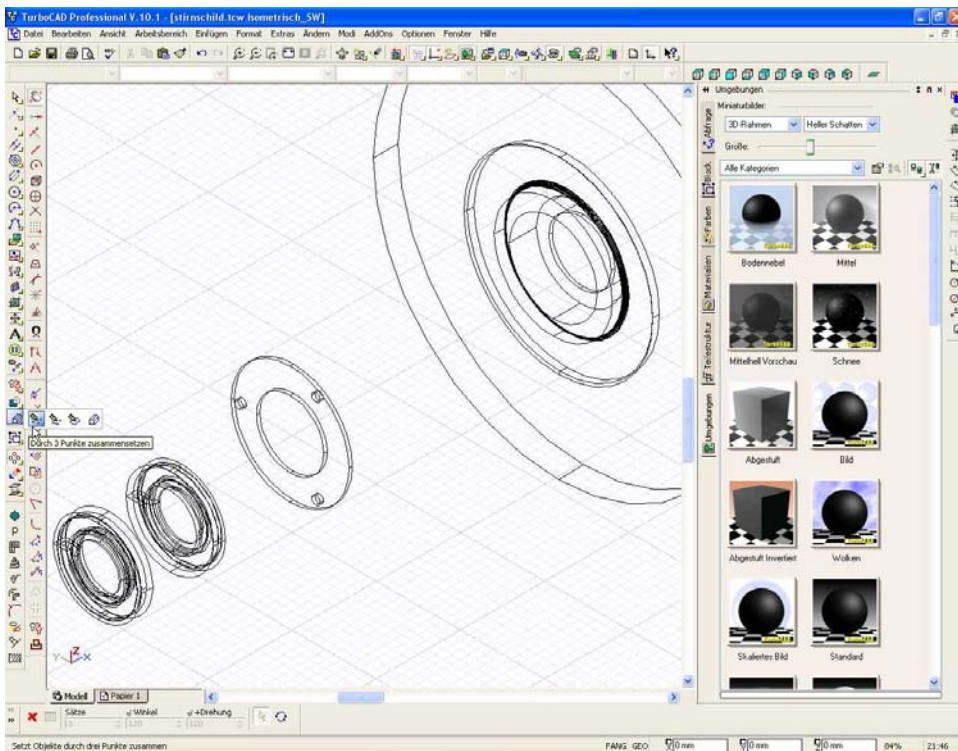 TurboCAD Professional V.10.1 - [stirnschild.tcw Isometrisch_SW]
Datei Bearbeiten Ansicht Arbeitsbereich Einfügen Format Extras Ändern Modi AddOns Optionen Fenster Hilfe
Umgebungen
Miniaturbilder:
3D-Rahmen Heller Schatten
Größe:
Alle Kategorien
Abfrage
Block
Farben
Materialien
Teilestruktur
Umgebungen
Bodennebel Mittel
Mittelhell Vorschau Schnee
Abgestuft Bild
Abgestuft Invertiert Wolken
Skaliertes Bild Standard
Durch 3 Punkte zusammensetzen
Z
Y X
Modell Papier 1
Sätze Winkel +Drehung
3 120 120
Setzt Objekte durch drei Punkte zusammen
FANG GEO 0 mm 0 mm 0 mm 84% 21:46